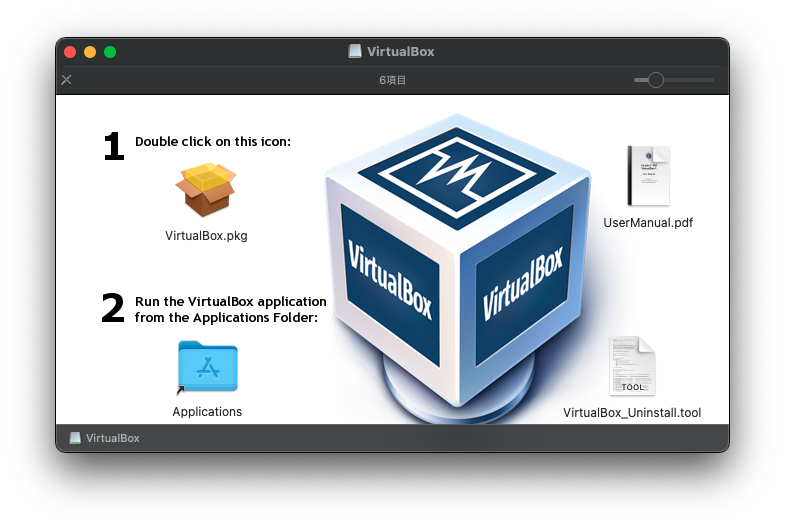 VirtualBox
6項目
1 Double click on this icon:
VirtualBox.pkg
UserManual.pdf
VirtualBox
VirtualBox
2 Run the VirtualBox application
from the Applications Folder:
TOOL
Applications
VirtualBox_Uninstall.tool
VirtualBox